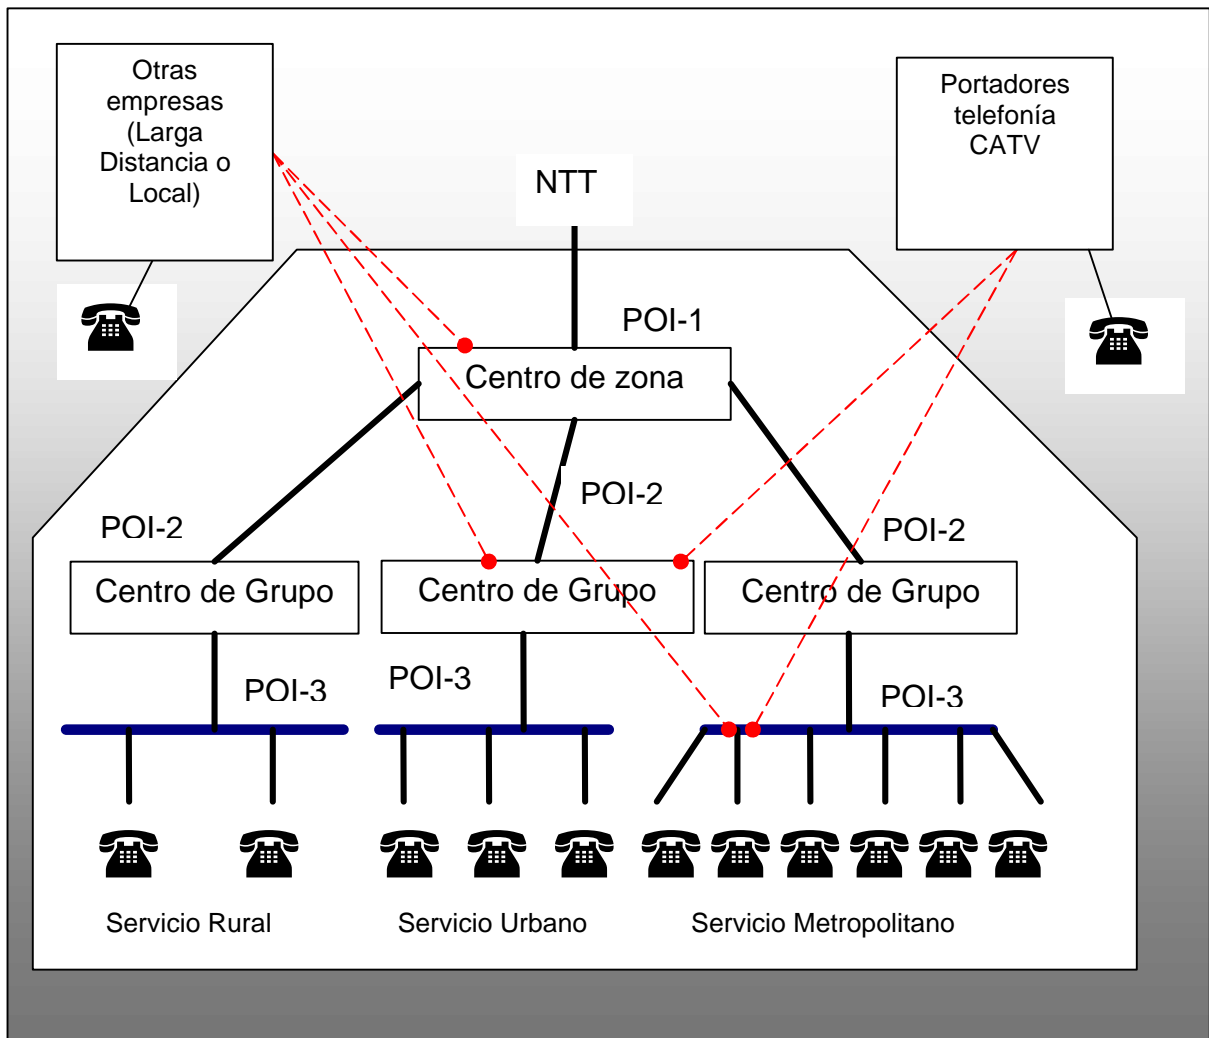 Otras
empresas
(Larga
Distancia o
Local)
Portadores
telefonía
CATV
NTT
POI-1
Centro de zona
POI-2
POI-2
POI-2
Centro de Grupo
Centro de Grupo
Centro de Grupo
POI-3
POI-3
POI-3
Servicio Rural
Servicio Urbano
Servicio Metropolitano